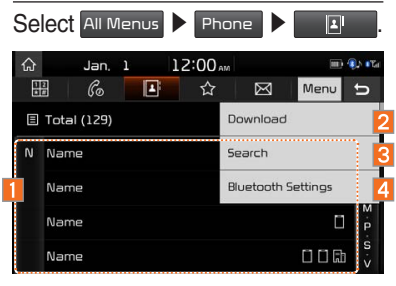 Select All Menus ▶ Phone ▶ .
Jan. 1 12:00 AM
Menu
Total (129)
Download
2
N Name
Search
3
1
Name
Bluetooth Settings
4
Name
M
P
Name
S
V